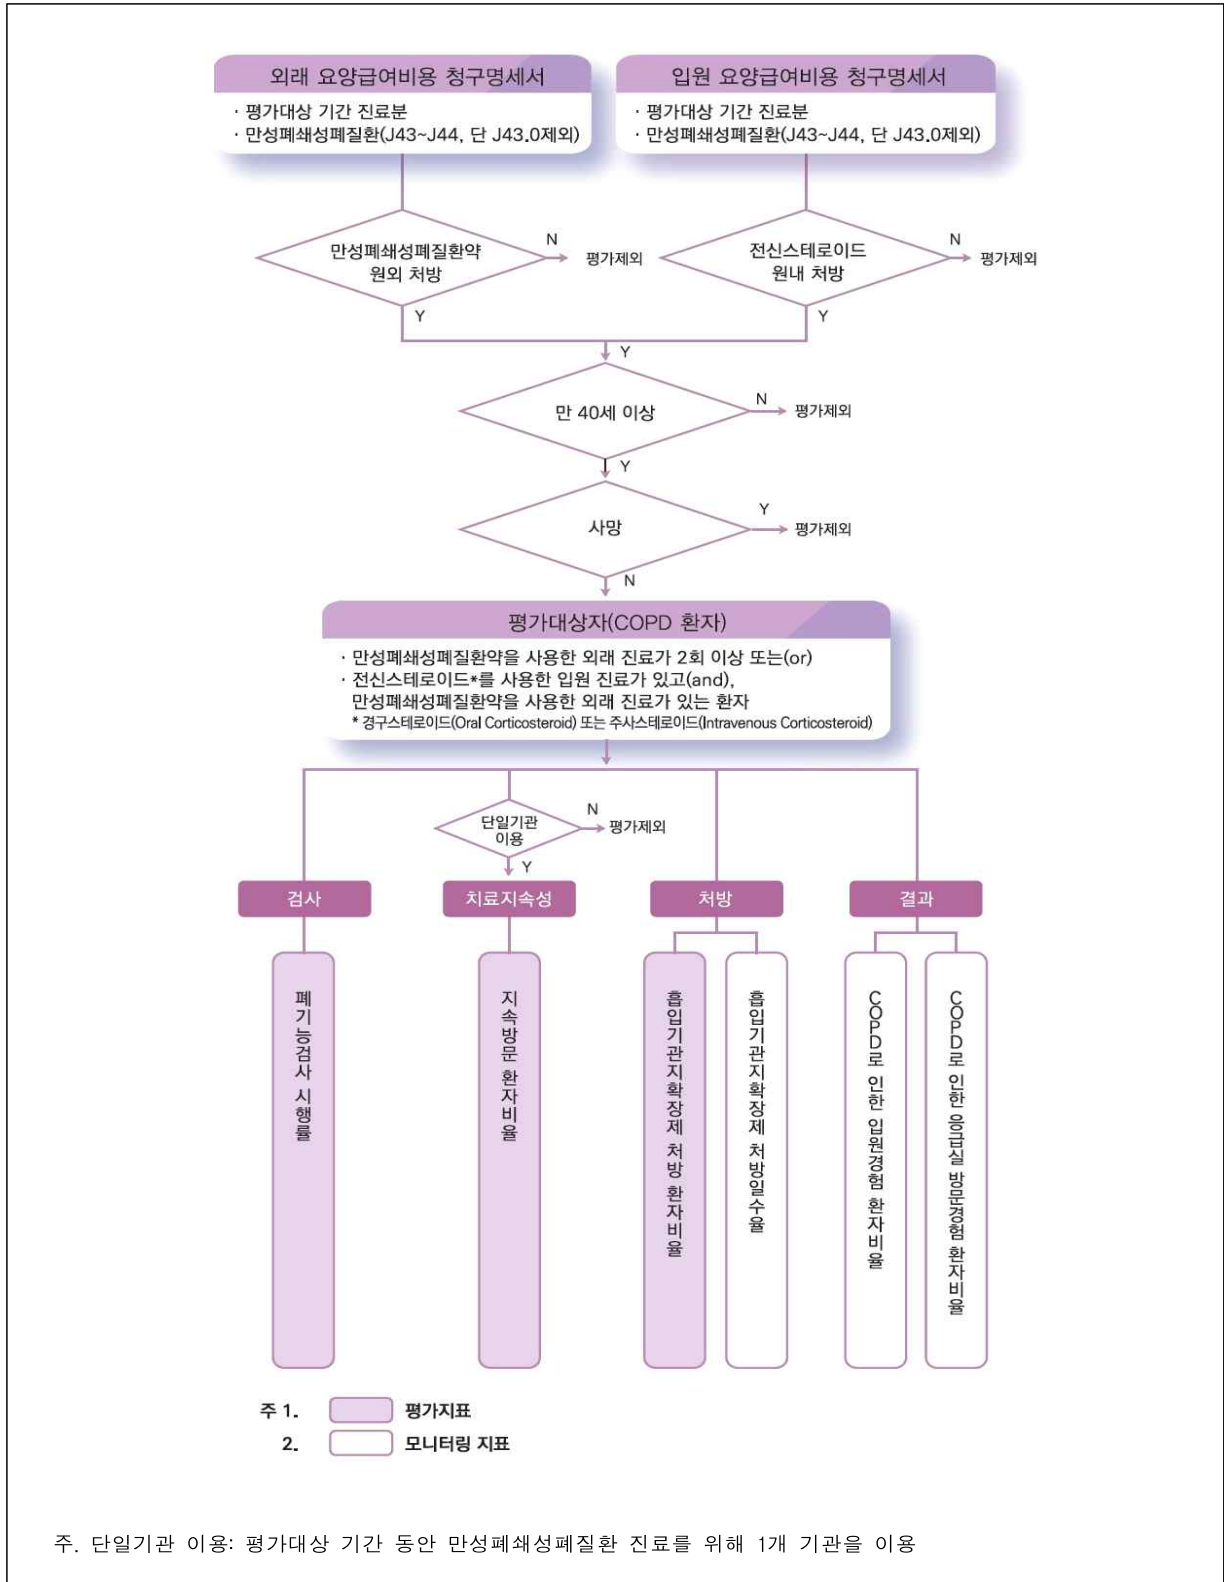 외래 요양급여비용 청구명세서
· 평가대상 기간 진료분
· 만성폐쇄성폐질환(J43~J44, 단 J43.0제외)
입원 요양급여비용 청구명세서
· 평가대상 기간 진료분
· 만성폐쇄성폐질환(J43~J44, 단 J43.0제외)
만성폐쇄성폐질환약
원외 처방
N
평가제외
Y
전신스테로이드
원내 처방
N
평가제외
Y
Y
만 40세 이상
N
평가제외
Y
사망
Y
평가제외
N
평가대상자(COPD 환자)
· 만성폐쇄성폐질환약을 사용한 외래 진료가 2회 이상 또는(or)
· 전신스테로이드*를 사용한 입원 진료가 있고(and),
만성폐쇄성폐질환약을 사용한 외래 진료가 있는 환자
* 경구스테로이드(Oral Corticosteroid) 또는 주사스테로이드(Intravenous Corticosteroid)
단일기관
이용
N
평가제외
Y
검사
치료지속성
처방
결과
폐기능검사 시행률
지속방문 환자비율
흡입기관지확장제 처방 환자비율
흡입기관지확장제 처방일수율
COPD로 인한 입원경험 환자비율
COPD로 인한 응급실 방문경험 환자비율
주 1. 평가지표
2. 모니터링 지표
주. 단일기관 이용: 평가대상 기간 동안 만성폐쇄성폐질환 진료를 위해 1개 기관을 이용